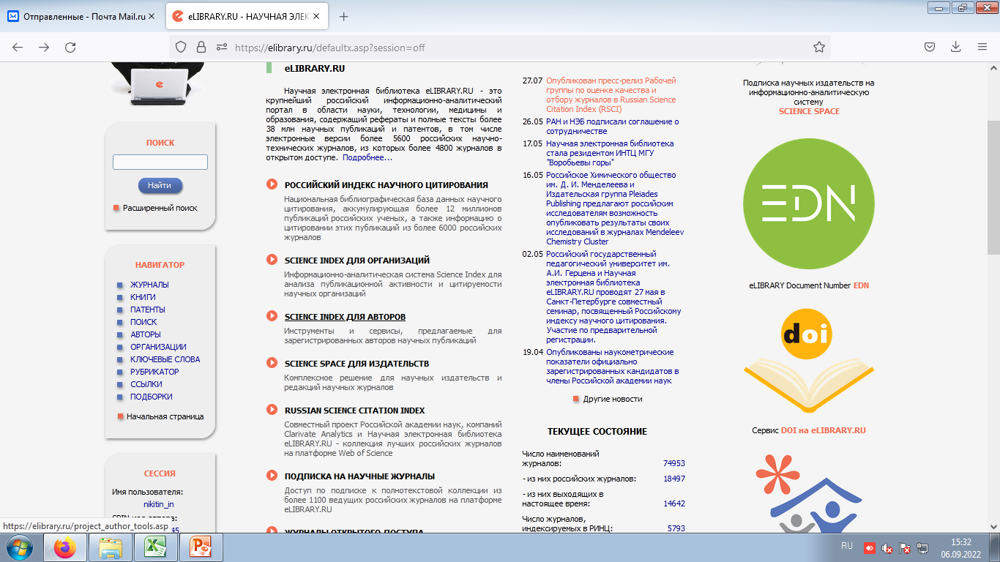 Отправленные - Почта Mail.ru
eLIBRARY.RU - НАУЧНАЯ ЭЛЕК
https://elibrary.ru/defaultx.asp?session=off
ПОИСК
Найти
Расширенный поиск
НАВИГАТОР
ЖУРНАЛЫ
КНИГИ
ПАТЕНТЫ
ПОИСК
АВТОРЫ
ОРГАНИЗАЦИИ
КЛЮЧЕВЫЕ СЛОВА
РУБРИКАТОР
ССЫЛКИ
ПОДБОРКИ
Начальная страница
СЕССИЯ
Имя пользователя:
nikitin_in
https://elibrary.ru/project_author_tools.asp
eLIBRARY.RU
Научная электронная библиотека eLIBRARY.RU - это
крупнейший российский информационно-аналитический
портал в области науки, технологии, медицины и
образования, содержащий рефераты и полные тексты более
38 млн научных публикаций и патентов, в том числе
электронные версии более 5600 российских научно-
технических журналов, из которых более 4800 журналов в
открытом доступе. Подробнее...
РОССИЙСКИЙ ИНДЕКС НАУЧНОГО ЦИТИРОВАНИЯ
Национальная библиографическая база данных научного
цитирования, аккумулирующая более 12 миллионов
публикаций российских ученых, а также информацию о
цитировании этих публикаций из более 6000 российских
журналов
SCIENCE INDEX ДЛЯ ОРГАНИЗАЦИЙ
Информационно-аналитическая система Science Index для
анализа публикационной активности и цитируемости
научных организаций
SCIENCE INDEX ДЛЯ АВТОРОВ
Инструменты и сервисы, предлагаемые для
зарегистрированных авторов научных публикаций
SCIENCE SPACE ДЛЯ ИЗДАТЕЛЬСТВ
Комплексное решение для научных издательств и
редакций научных журналов
RUSSIAN SCIENCE CITATION INDEX
Совместный проект Российской академии наук, компаний
Clarivate Analytics и Научная электронная библиотека
eLIBRARY.RU - коллекция лучших российских журналов
на платформе Web of Science
ПОДПИСКА НА НАУЧНЫЕ ЖУРНАЛЫ
Доступ по подписке к полнотекстовой коллекции из
более 1100 ведущих российских журналов на платформе
eLIBRARY.RU
ЖУРНАЛЫ ОТКРЫТОГО ДОСТУПА
27.07 Опубликован пресс-релиз Рабочей
группы по оценке качества и
отбору журналов в Russian Science
Citation Index (RSCI)
26.05 РАН и НЭБ подписали соглашение о
сотрудничестве
17.05 Научная электронная библиотека
стала резидентом ИНТЦ МГУ
"Воробьевы горы"
16.05 Российское Химического общество
им. Д. И. Менделеева и
Издательская группа Pleiades
Publishing предлагают российским
исследователям возможность
опубликовать результаты своих
исследований в журналах Mendeleev
Chemistry Cluster
02.05 Российский государственный
педагогический университет им.
А.И. Герцена и Научная
электронная библиотека
eLIBRARY.RU проводят 27 мая в
Санкт-Петербурге совместный
семинар, посвященный Российскому
индексу научного цитирования.
Участие по предварительной
регистрации.
19.04 Опубликованы наукометрические
показатели официально
зарегистрированных кандидатов в
члены Российской академии наук
Другие новости
ТЕКУЩЕЕ СОСТОЯНИЕ
Число наименований
журналов: 74953
- из них российских журналов: 18497
- из них выходящих в
настоящее время: 14642
Число журналов,
индексируемых в РИНЦ: 5793
Подписка научных издательств на
информационно-аналитическую
систему
SCIENCE SPACE
EDN
eLIBRARY Document Number EDN
doi
Сервис DOI на eLIBRARY.RU
RU
15:32
06.09.2022